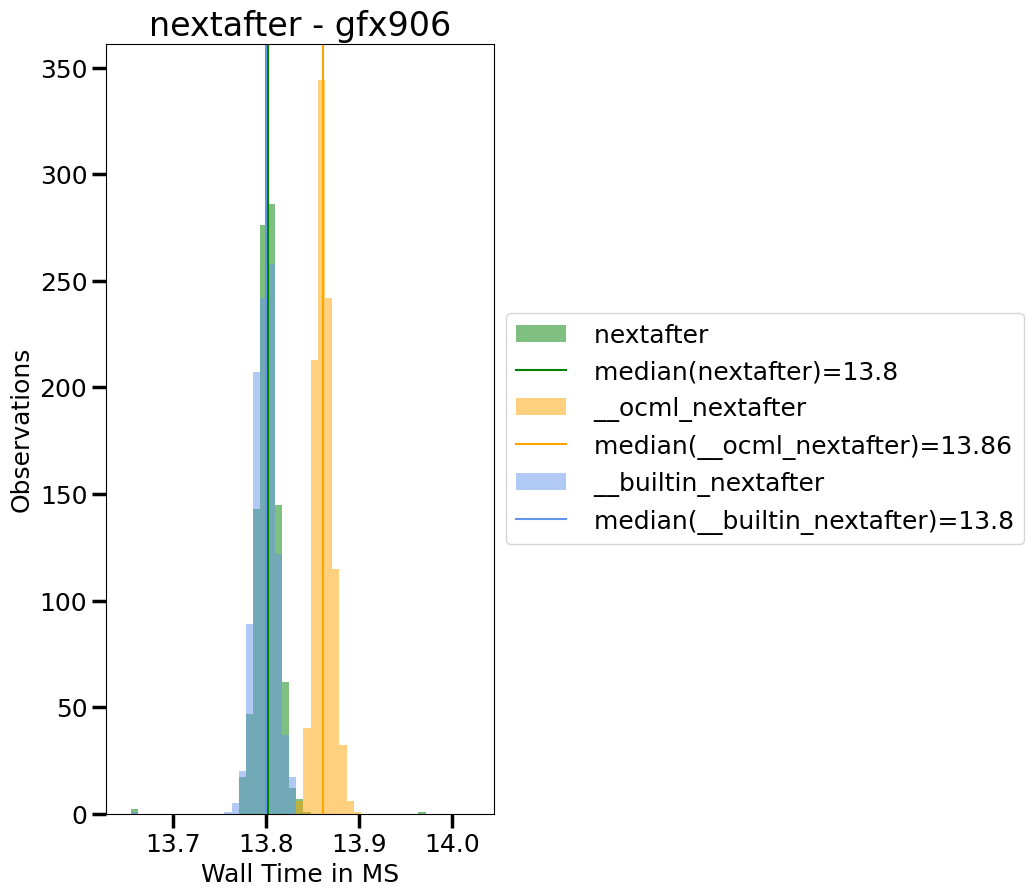 nextafter - gfx906
350
300
250
200
150
100
50
0
Observations
13.7 13.8 13.9 14.0
Wall Time in MS
nextafter
median(nextafter)=13.8
__ocml_nextafter
median(__ocml_nextafter)=13.86
__builtin_nextafter
median(__builtin_nextafter)=13.8